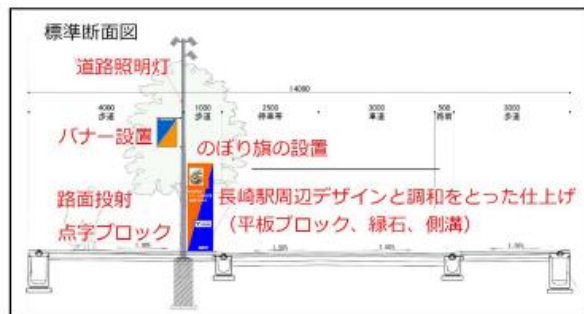 標準断面図
道路照明灯
14000
4000
1000
2500
3000
500
3000
歩道
歩道
停車帯
車道
路肩
歩道
バナー設置
のぼり旗の設置
路面投射
長崎駅周辺デザインと調和をとった仕上げ
点字ブロック
（平板ブロック、縁石、側溝）